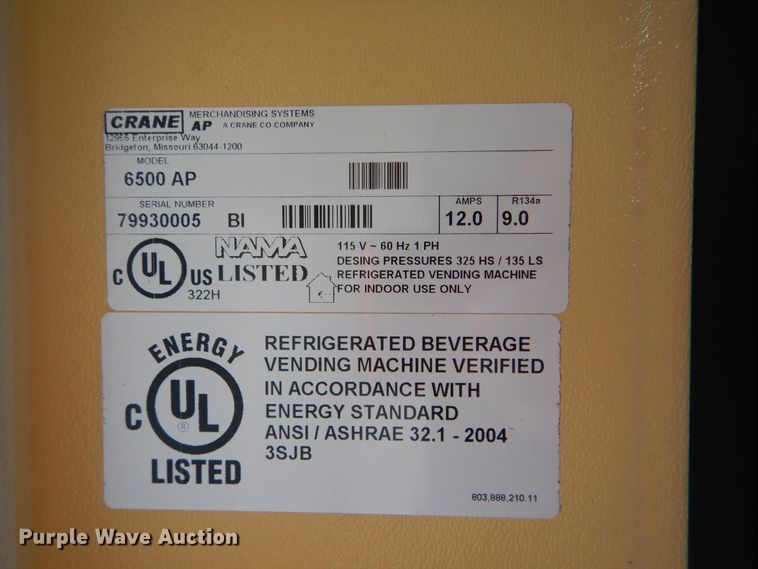 CRANE MERCHANDISING SYSTEMS
AP A CRANE CO COMPANY
12955 Enterprise Way
Bridgeton, Missouri 63044-1200
MODEL
6500 AP
SERIAL NUMBER AMPS R134a
79930005 BI 12.0 9.0
C UL US
322H
NAMA
LISTED
115 V ~ 60 Hz 1 PH
DESING PRESSURES 325 HS / 135 LS
REFRIGERATED VENDING MACHINE
FOR INDOOR USE ONLY
ENERGY
C UL ®
LISTED
REFRIGERATED BEVERAGE
VENDING MACHINE VERIFIED
IN ACCORDANCE WITH
ENERGY STANDARD
ANSI / ASHRAE 32.1 - 2004
3SJB
803,888,210.11
Purple Wave Auction